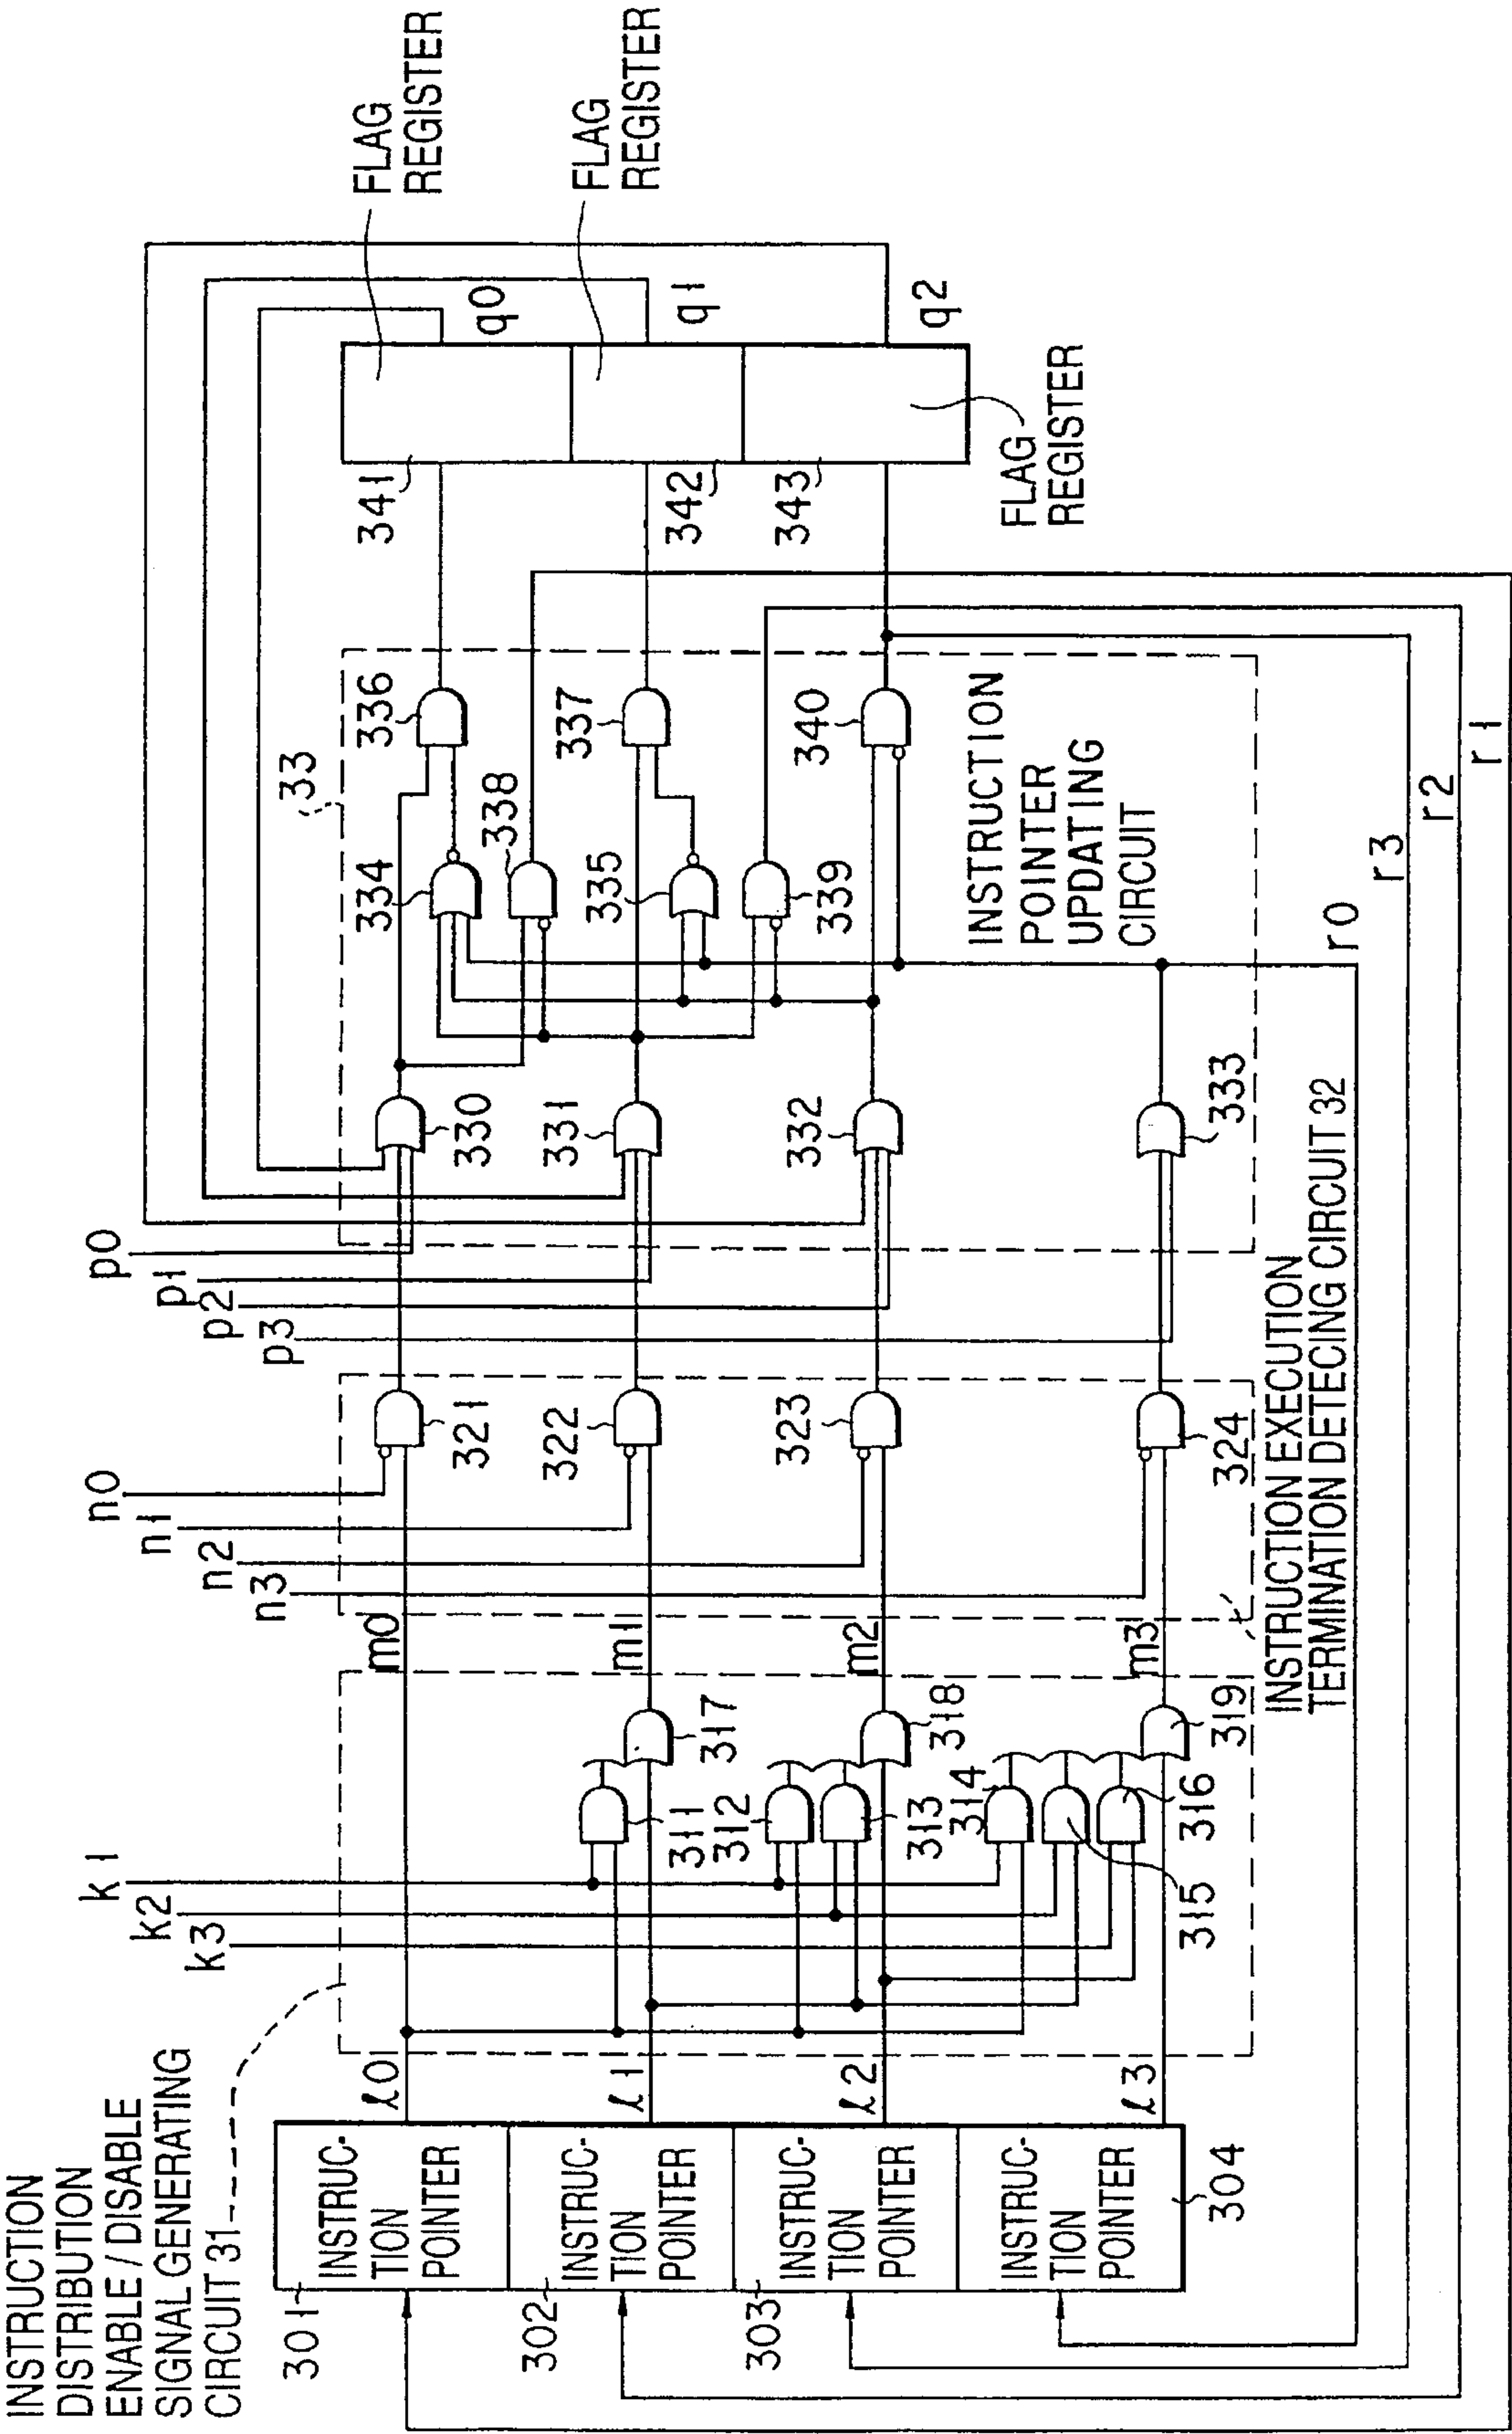 INSTRUCTION
DISTRIBUTION
ENABLE / DISABLE
SIGNAL GENERATING
CIRCUIT 31
301
INSTRUC-
TION
POINTER
302
INSTRUC-
TION
POINTER
303
INSTRUC-
TION
POINTER
INSTRUC-
TION
POINTER
304
ℓ0
ℓ1
ℓ2
ℓ3
k1
k2
k3
311
312
313
314
315
316
317
318
319
m0
m1
m2
m3
n0
n1
n2
n3
321
322
323
324
INSTRUCTION EXECUTION
TERMINATION DETECING CIRCUIT 32
p0
p1
p2
p3
330
331
332
333
33
334
335
336
337
338
339
340
INSTRUCTION
POINTER
UPDATING
CIRCUIT
r0
r3
r2
r1
341
342
343
q0
q1
q2
FLAG
REGISTER
FLAG
REGISTER
FLAG
REGISTER